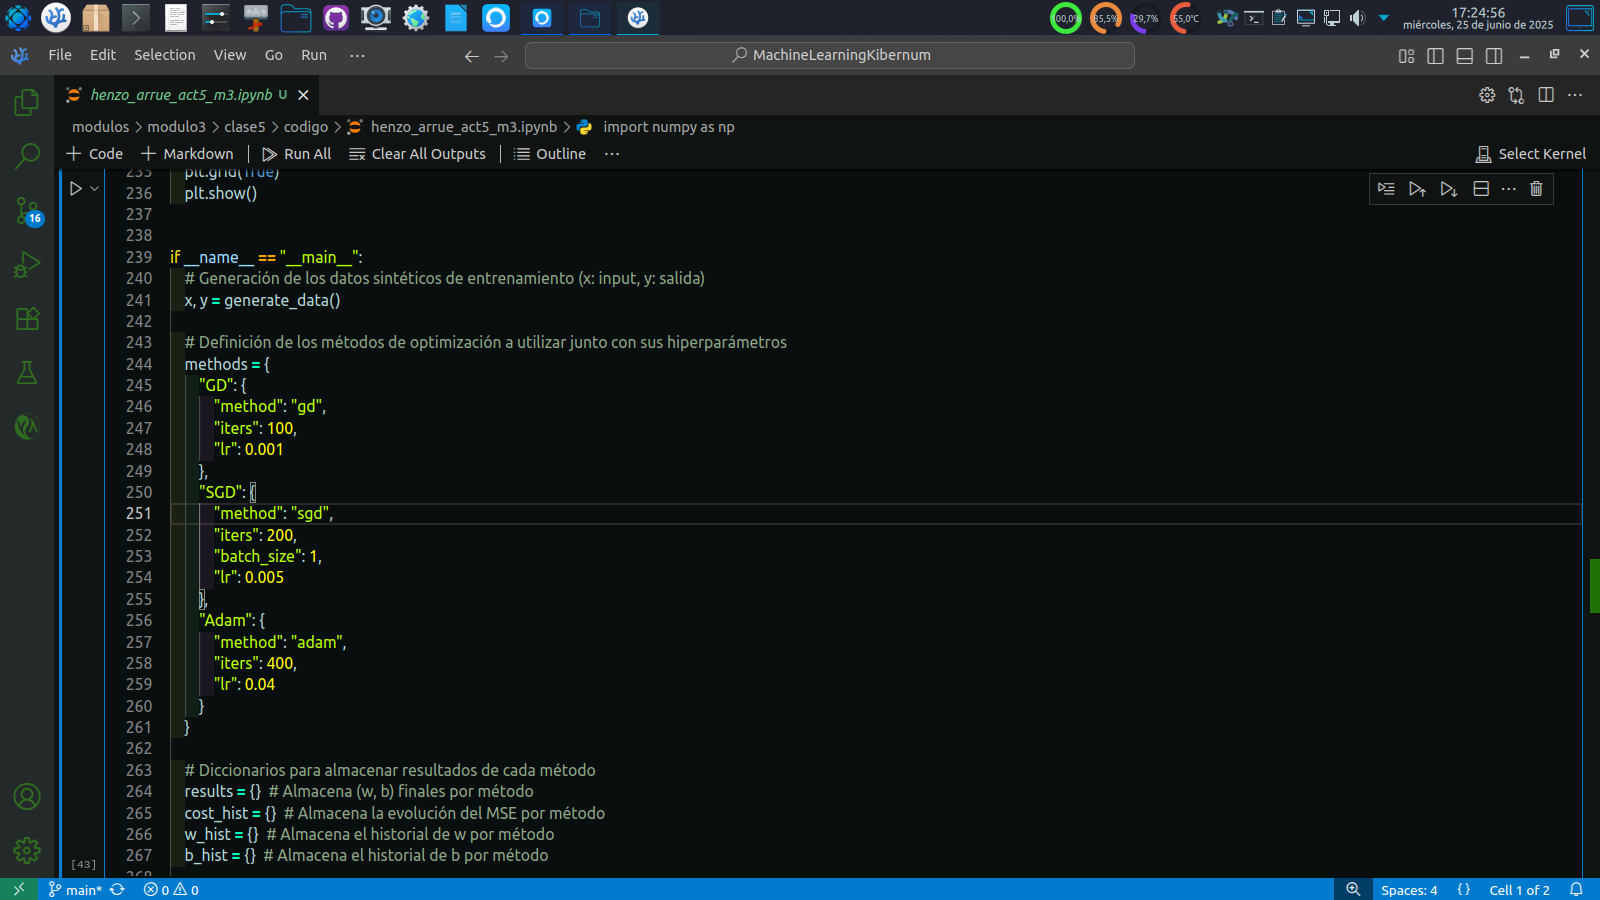 00,0% 85,5% 29,7% 55,0°C 17:24:56
miércoles, 25 de junio de 2025
File Edit Selection View Go Run ··· MachineLearningKibernum
henzo_arrue_act5_m3.ipynb U
modulos > modulo3 > clase5 > codigo > henzo_arrue_act5_m3.ipynb > import numpy as np
+ Code + Markdown Run All Clear All Outputs Outline ··· Select Kernel
235 plt.grid(True)
236 plt.show()
237
238
239 if __name__ == "__main__":
240 # Generación de los datos sintéticos de entrenamiento (x: input, y: salida)
241 x, y = generate_data()
242
243 # Definición de los métodos de optimización a utilizar junto con sus hiperparámetros
244 methods = {
245 "GD": {
246 "method": "gd",
247 "iters": 100,
248 "lr": 0.001
249 },
250 "SGD": {
251 "method": "sgd",
252 "iters": 200,
253 "batch_size": 1,
254 "lr": 0.005
255 },
256 "Adam": {
257 "method": "adam",
258 "iters": 400,
259 "lr": 0.04
260 }
261 }
262
263 # Diccionarios para almacenar resultados de cada método
264 results = {} # Almacena (w, b) finales por método
265 cost_hist = {} # Almacena la evolución del MSE por método
266 w_hist = {} # Almacena el historial de w por método
267 b_hist = {} # Almacena el historial de b por método
268
[43]
16
main* 0 0 Spaces: 4 {} Cell 1 of 2